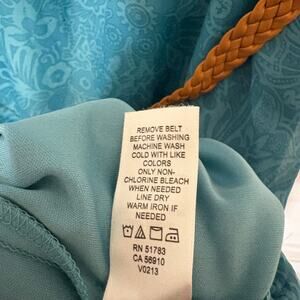 REMOVE BELT
BEFORE WASHING
MACHINE WASH
COLD WITH LIKE
COLORS
ONLY NON-
CHLORINE BLEACH
WHEN NEEDED
LINE DRY
WARM IRON IF
NEEDED
RN 51783
CA 56910
V0213